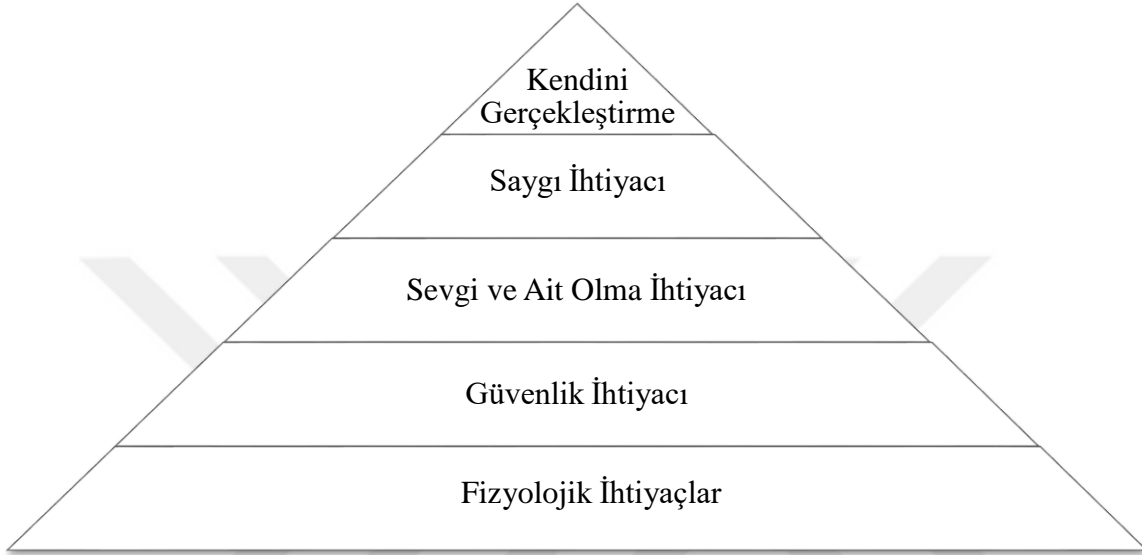 Kendini
Gerçekleştirme
Saygı İhtiyacı
Sevgi ve Ait Olma İhtiyacı
Güvenlik İhtiyacı
Fizyolojik İhtiyaçlar